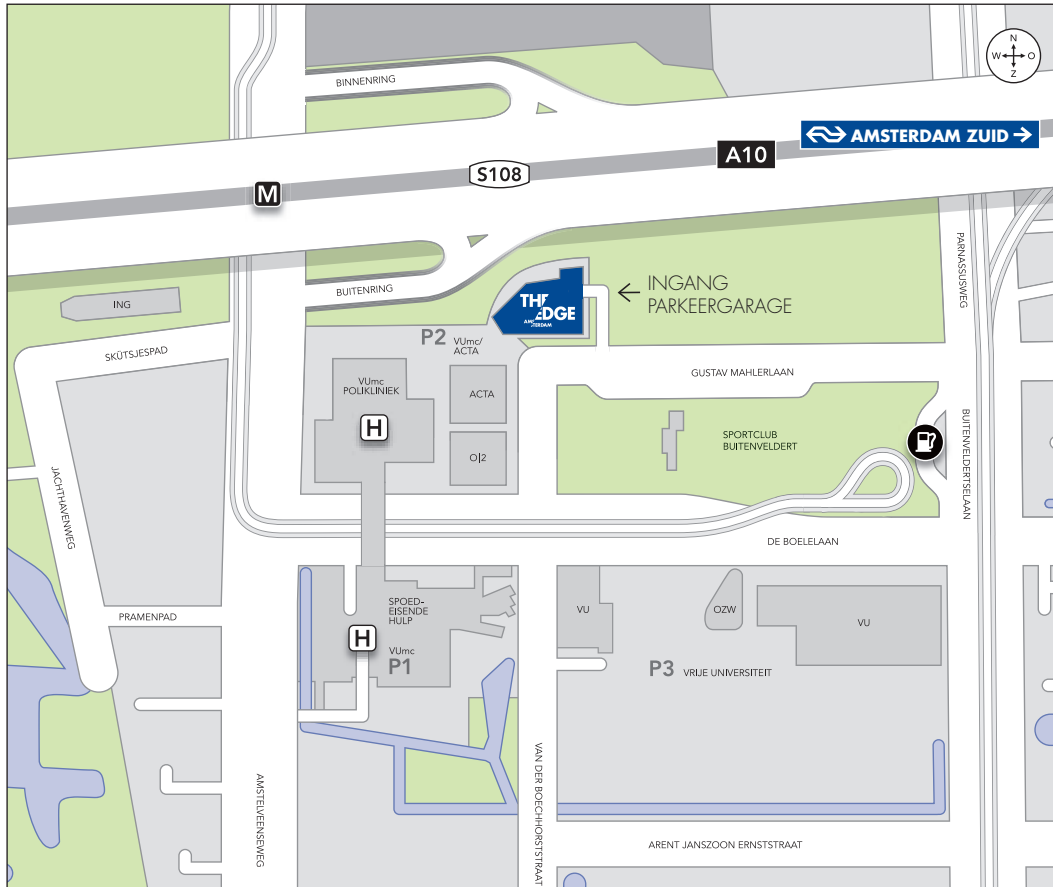 BINNENRING
N
W O
Z
AMSTERDAM ZUID
A10
S108
M
PARNASSUSWEG
BUITENRING
ING
INGANG
PARKEERGARAGE
THE
EDGE
AMSTERDAM
P2 VUmc/
ACTA
SKÛTSJESPAD
GUSTAV MAHLERLAAN
VUmc
POLIKLINIEK
ACTA
H
SPORTCLUB
BUITENVELDERT
BUITENVELDERTSELAAN
O|2
JACHTHAVENWEG
DE BOELELAAN
SPOED-
EISENDE
HULP
VU
OZW
VU
PRAMENPAD
H
VUmc
P1
P3 VRIJE UNIVERSITEIT
AMSTELVEENSEWEG
VAN DER BOECHHORSTSTRAAT
ARENT JANSZOON ERNSTSTRAAT